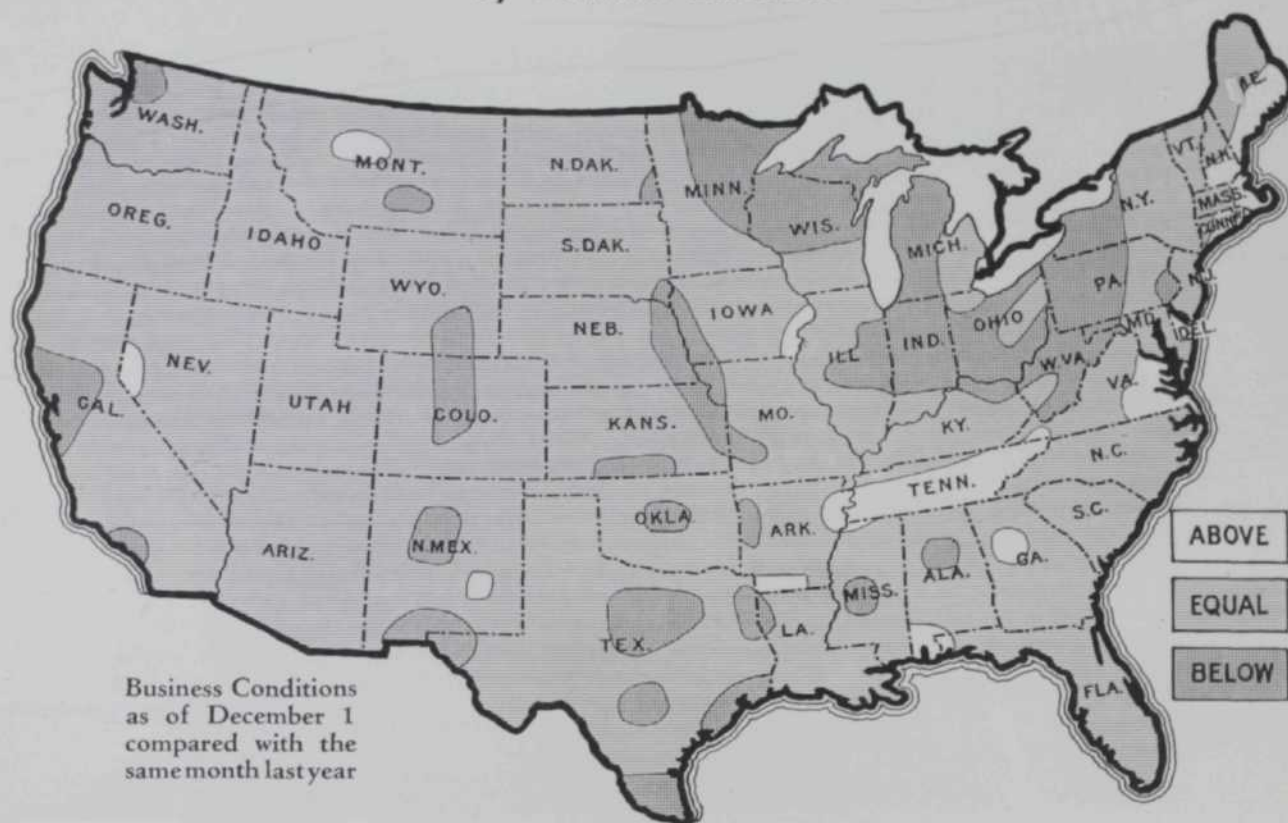 WASH.
MONT.
N.DAK.
MINN.
VT.
N.H.
MASS.
CONN.
N.Y.
OREG.
IDAHO
S.DAK.
WIS.
MICH.
WYO.
NEB.
IOWA
PA.
N.J.
NEV.
UTAH
COLO.
CAL.
KANS.
MO.
ILL
IND.
OHIO
W.VA.
MD.
DEL.
VA.
KY.
N.C.
TENN.
S.C.
ARIZ.
N.MEX.
OKLA
ARK.
MISS.
ALA.
GA.
TEX.
LA.
FLA.
ABOVE
EQUAL
BELOW
Business Conditions
as of December 1
compared with the
same month last year